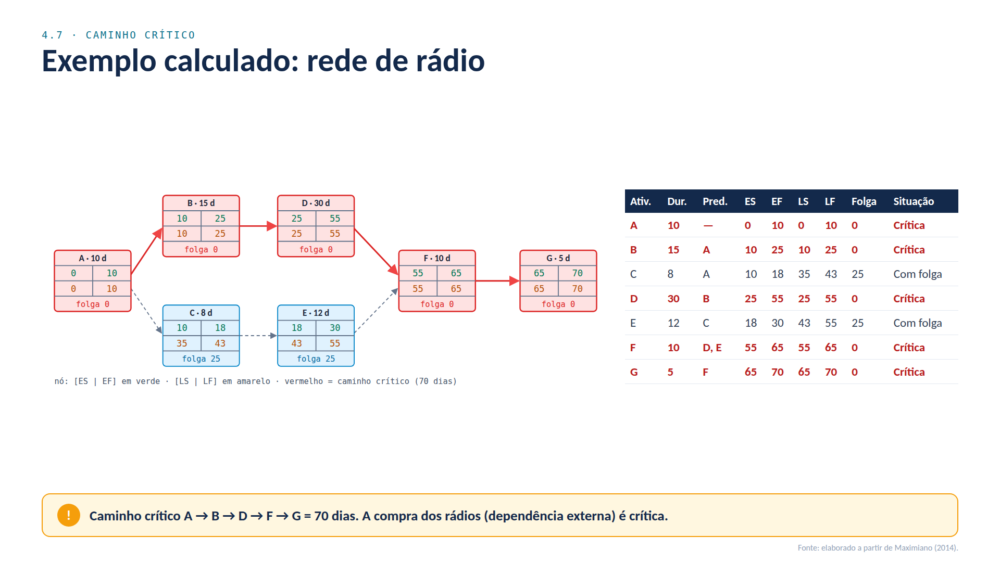 4.7 · CAMINHO CRÍTICO
Exemplo calculado: rede de rádio
B · 15 d
10 25
10 25
folga 0
D · 30 d
25 55
25 55
folga 0
A · 10 d
0 10
0 10
folga 0
F · 10 d
55 65
55 65
folga 0
G · 5 d
65 70
65 70
folga 0
C · 8 d
10 18
35 43
folga 25
E · 12 d
18 30
43 55
folga 25
nó: [ES | EF] em verde · [LS | LF] em amarelo · vermelho = caminho crítico (70 dias)
Ativ. Dur. Pred. ES EF LS LF Folga Situação
A 10 — 0 10 0 10 0 Crítica
B 15 A 10 25 10 25 0 Crítica
C 8 A 10 18 35 43 25 Com folga
D 30 B 25 55 25 55 0 Crítica
E 12 C 18 30 43 55 25 Com folga
F 10 D, E 55 65 55 65 0 Crítica
G 5 F 65 70 65 70 0 Crítica
! Caminho crítico A → B → D → F → G = 70 dias. A compra dos rádios (dependência externa) é crítica.
Fonte: elaborado a partir de Maximiano (2014).